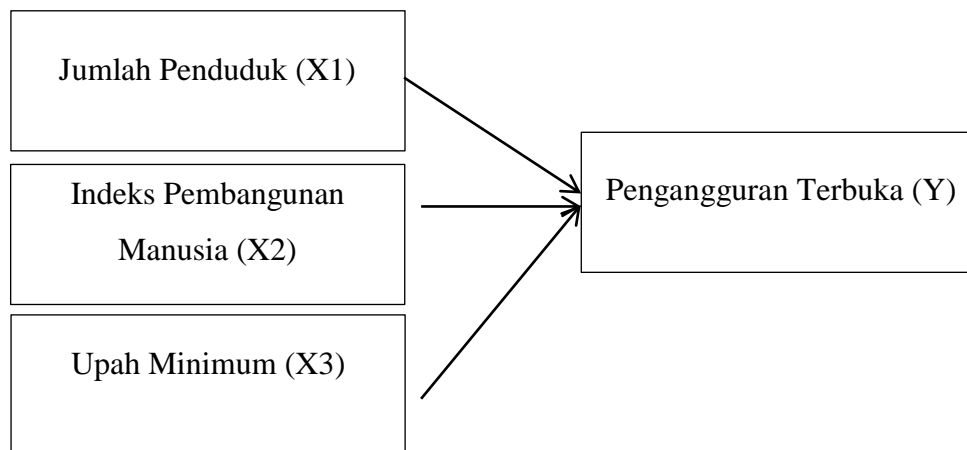 Jumlah Penduduk (X1)
Indeks Pembangunan
Manusia (X2)
Upah Minimum (X3)
Pengangguran Terbuka (Y)